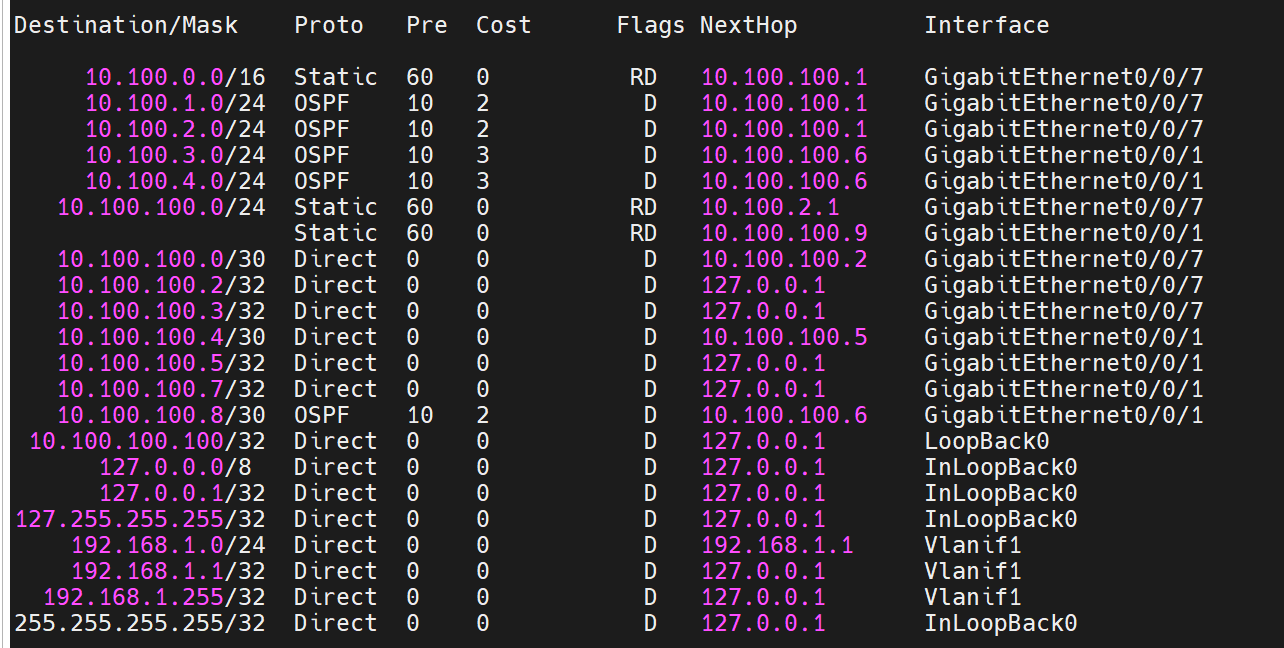 Destination/Mask    Proto   Pre  Cost      Flags NextHop         Interface
10.100.0.0/16  Static  60   0          RD   10.100.100.1    GigabitEthernet0/0/7
10.100.1.0/24  OSPF    10   2           D   10.100.100.1    GigabitEthernet0/0/7
10.100.2.0/24  OSPF    10   2           D   10.100.100.1    GigabitEthernet0/0/7
10.100.3.0/24  OSPF    10   3           D   10.100.100.6    GigabitEthernet0/0/1
10.100.4.0/24  OSPF    10   3           D   10.100.100.6    GigabitEthernet0/0/1
10.100.100.0/24  Static  60   0          RD   10.100.2.1      GigabitEthernet0/0/7
Static  60   0          RD   10.100.100.9    GigabitEthernet0/0/1
10.100.100.0/30  Direct  0    0           D   10.100.100.2    GigabitEthernet0/0/7
10.100.100.2/32  Direct  0    0           D   127.0.0.1       GigabitEthernet0/0/7
10.100.100.3/32  Direct  0    0           D   127.0.0.1       GigabitEthernet0/0/7
10.100.100.4/30  Direct  0    0           D   10.100.100.5    GigabitEthernet0/0/1
10.100.100.5/32  Direct  0    0           D   127.0.0.1       GigabitEthernet0/0/1
10.100.100.7/32  Direct  0    0           D   127.0.0.1       GigabitEthernet0/0/1
10.100.100.8/30  OSPF    10   2           D   10.100.100.6    GigabitEthernet0/0/1
10.100.100.100/32  Direct  0    0           D   127.0.0.1       LoopBack0
127.0.0.0/8   Direct  0    0           D   127.0.0.1       InLoopBack0
127.0.0.1/32  Direct  0    0           D   127.0.0.1       InLoopBack0
127.255.255.255/32  Direct  0    0           D   127.0.0.1       InLoopBack0
192.168.1.0/24  Direct  0    0           D   192.168.1.1     Vlanif1
192.168.1.1/32  Direct  0    0           D   127.0.0.1       Vlanif1
192.168.1.255/32  Direct  0    0           D   127.0.0.1       Vlanif1
255.255.255.255/32  Direct  0    0           D   127.0.0.1       InLoopBack0